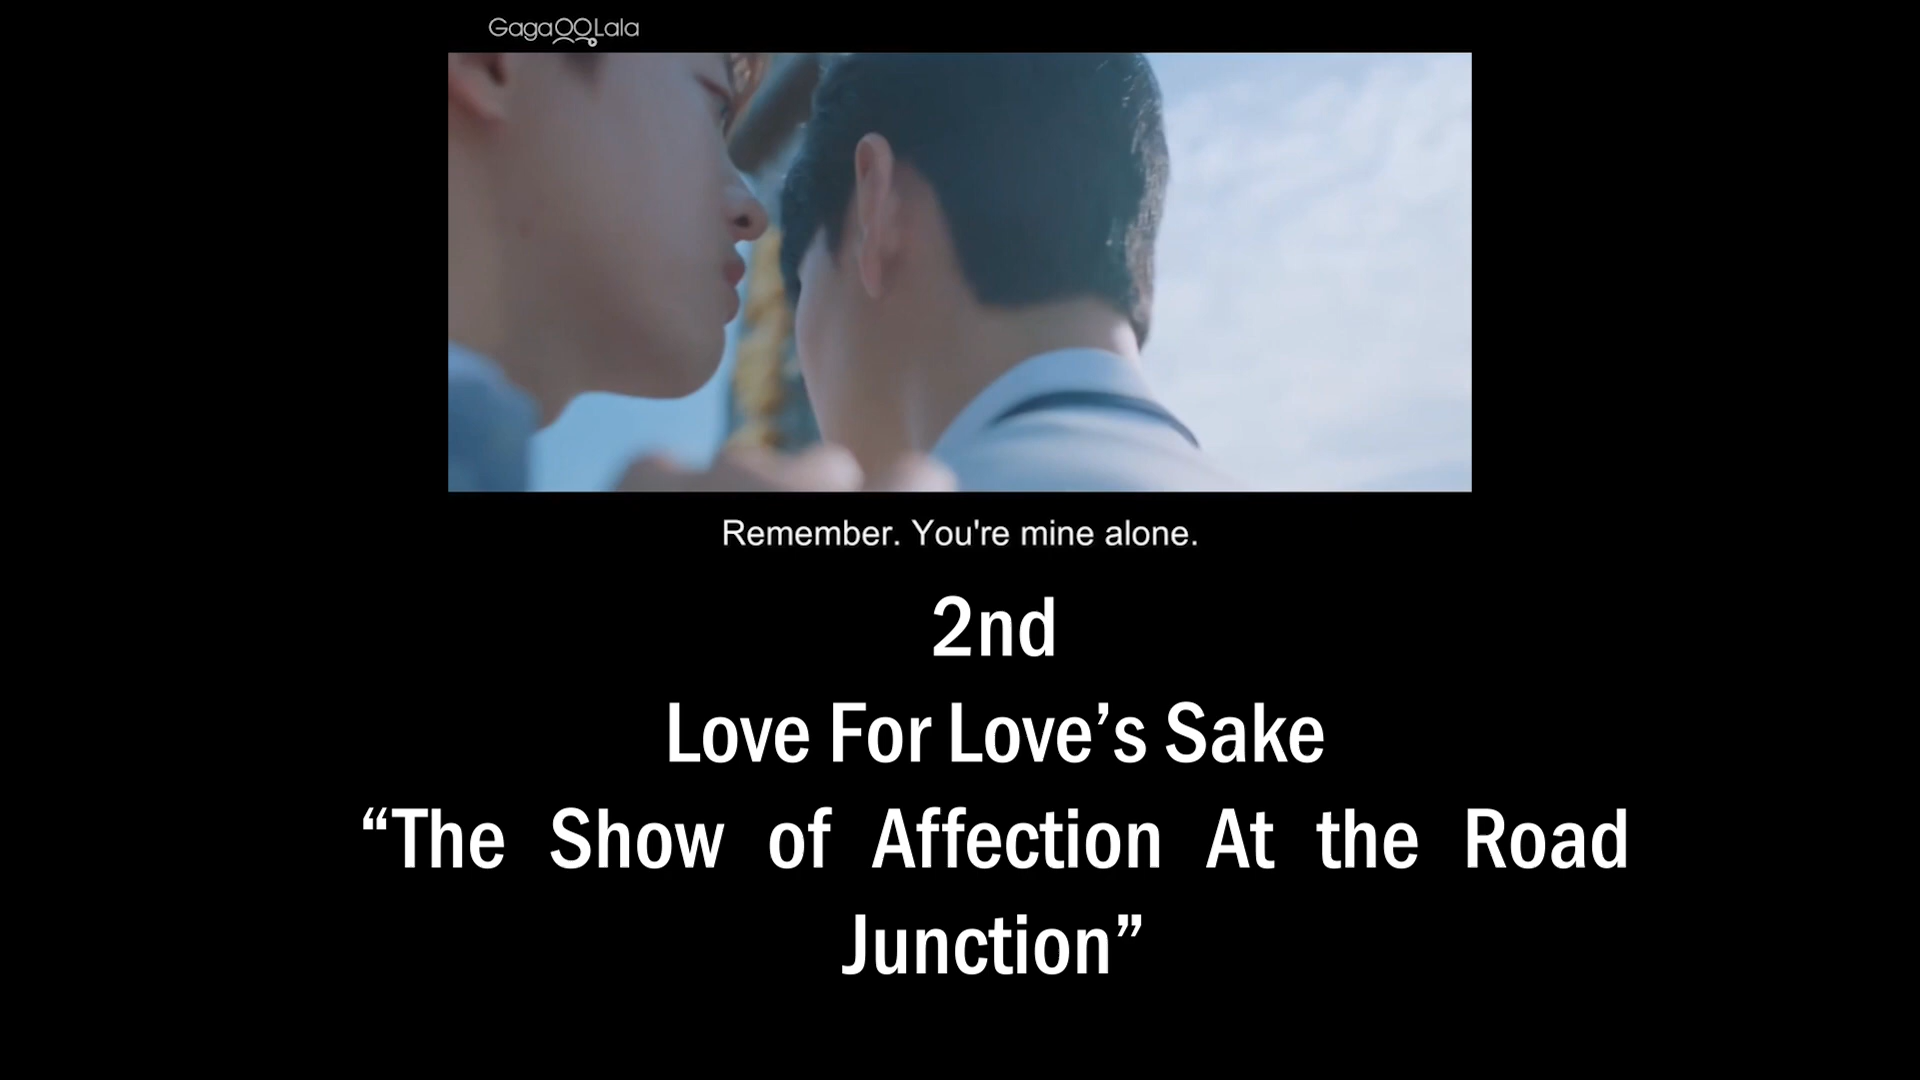 GagaOOLala
Remember. You're mine alone.
2nd
Love For Love’s Sake
“The Show of Affection At the Road
Junction”